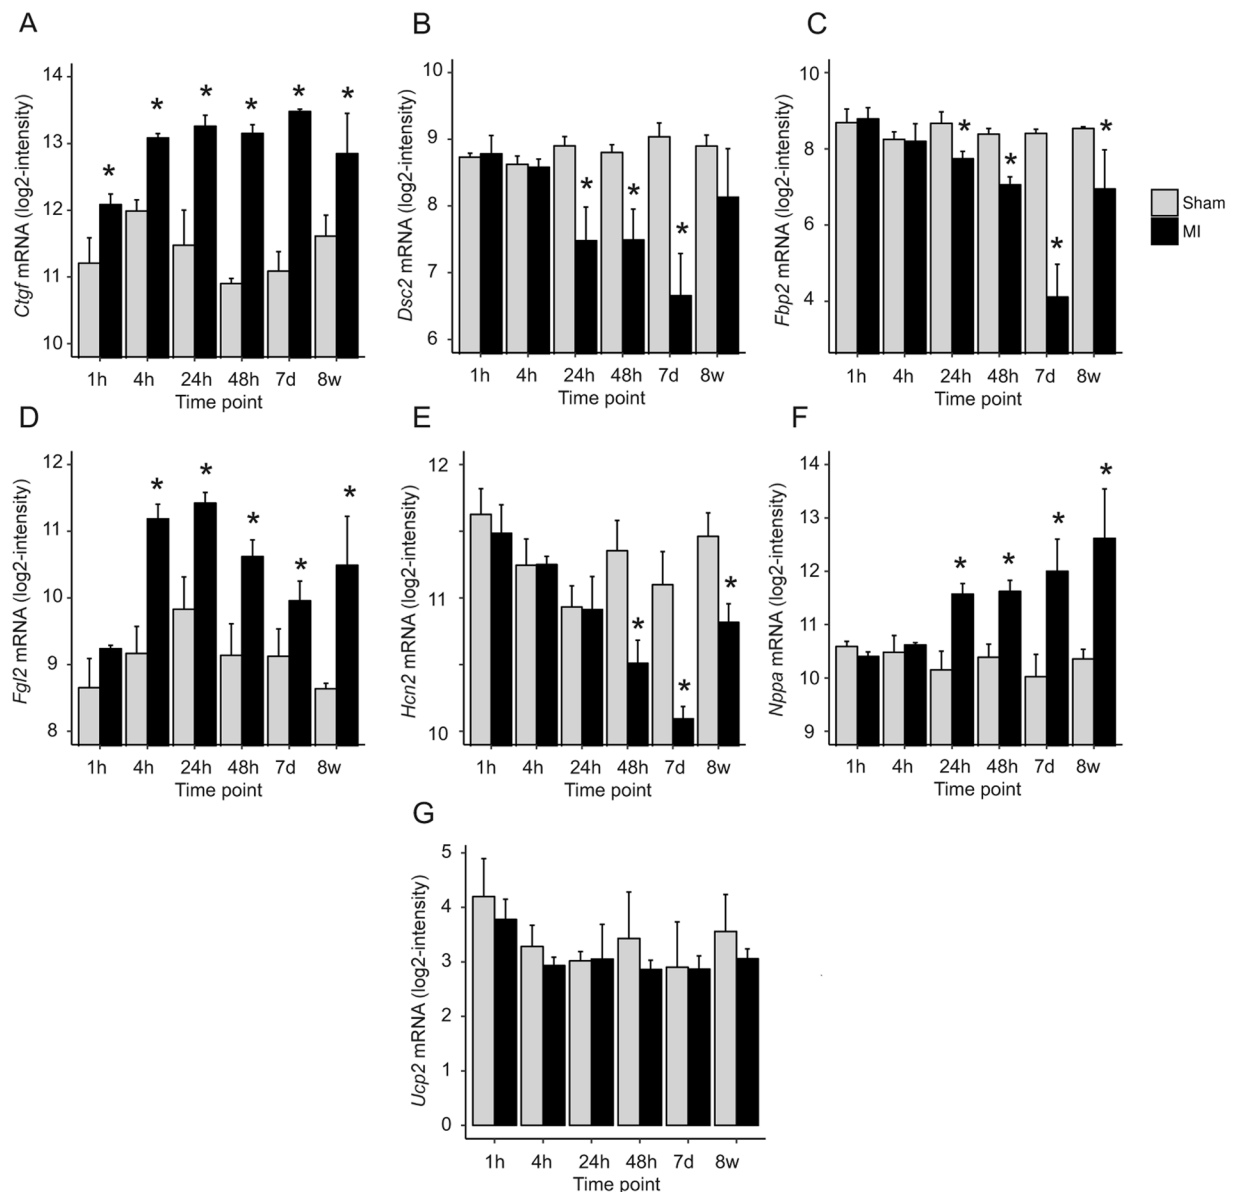 A
Ctgf mRNA (log2-intensity)
14
13
12
11
10
* * * * * *
1h 4h 24h 48h 7d 8w
Time point
B
Dsc2 mRNA (log2-intensity)
10
9
8
7
6
* * *
1h 4h 24h 48h 7d 8w
Time point
C
Fbp2 mRNA (log2-intensity)
10
8
6
4
* * * *
1h 4h 24h 48h 7d 8w
Time point
Sham
MI
D
Fgl2 mRNA (log2-intensity)
12
11
10
9
8
* * * * *
1h 4h 24h 48h 7d 8w
Time point
E
Hcn2 mRNA (log2-intensity)
12
11
10
* * *
1h 4h 24h 48h 7d 8w
Time point
F
Nppa mRNA (log2-intensity)
14
13
12
11
10
9
* * * *
1h 4h 24h 48h 7d 8w
Time point
G
Ucp2 mRNA (log2-intensity)
5
4
3
2
1
0
1h 4h 24h 48h 7d 8w
Time point